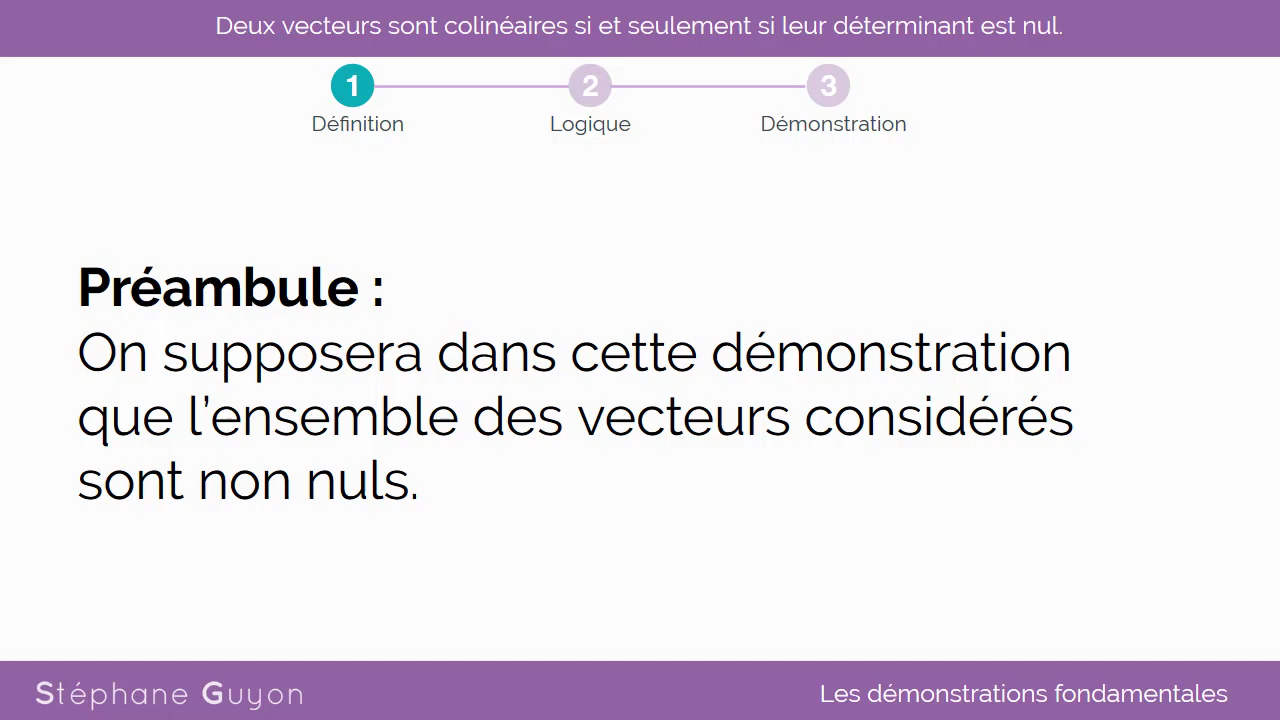 Deux vecteurs sont colinéaires si et seulement si leur déterminant est nul.
1 2 3
Définition Logique Démonstration
Préambule :
On supposera dans cette démonstration
que l’ensemble des vecteurs considérés
sont non nuls.
Stéphane Guyon
Les démonstrations fondamentales